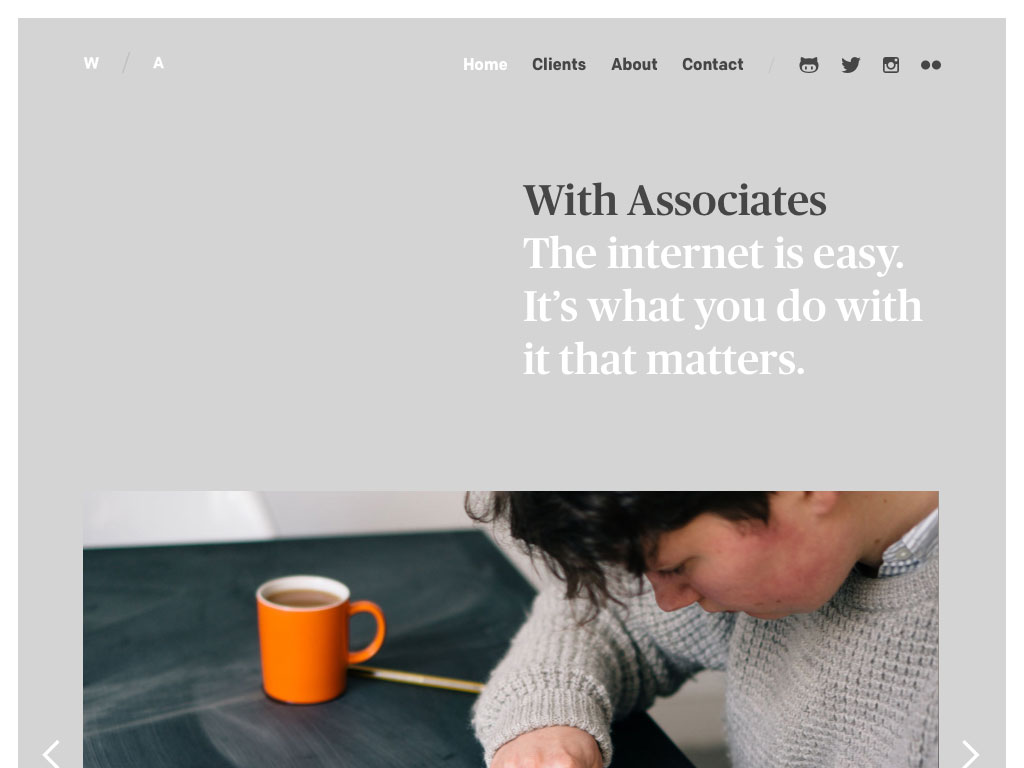 W / A
Home Clients About Contact /
With Associates
The internet is easy.
It’s what you do with
it that matters.